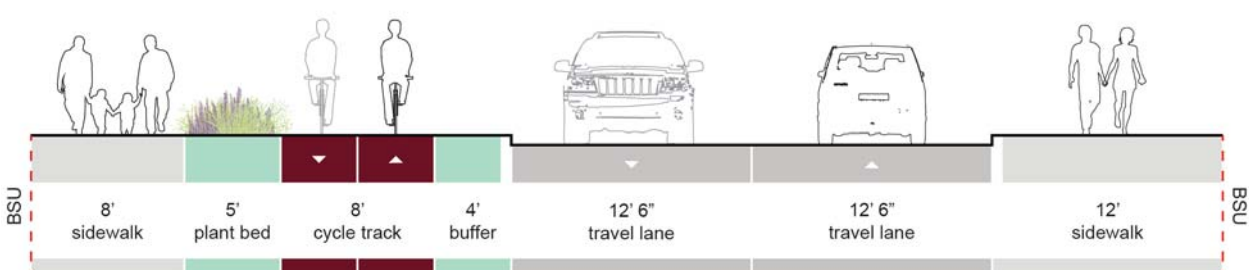 BSU
8’
sidewalk
5’
plant bed
8’
cycle track
4’
buffer
12’ 6”
travel lane
12’ 6”
travel lane
12’
sidewalk
BSU